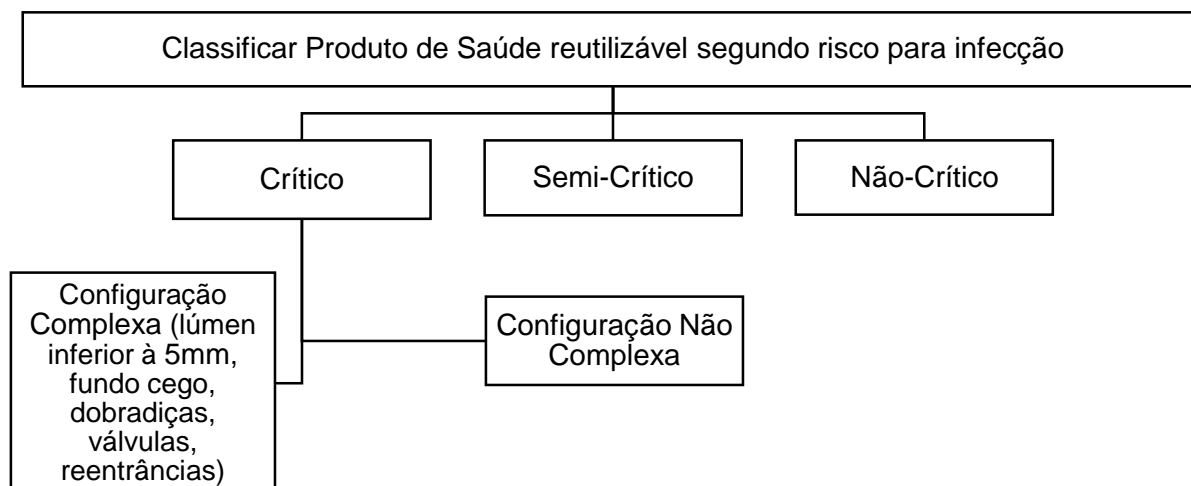 Classificar Produto de Saúde reutilizável segundo risco para infecção
Crítico
Semi-Crítico
Não-Crítico
Configuração
Complexa (lúmen
inferior à 5mm,
fundo cego,
dobradiças,
válvulas,
reentrâncias)
Configuração Não
Complexa